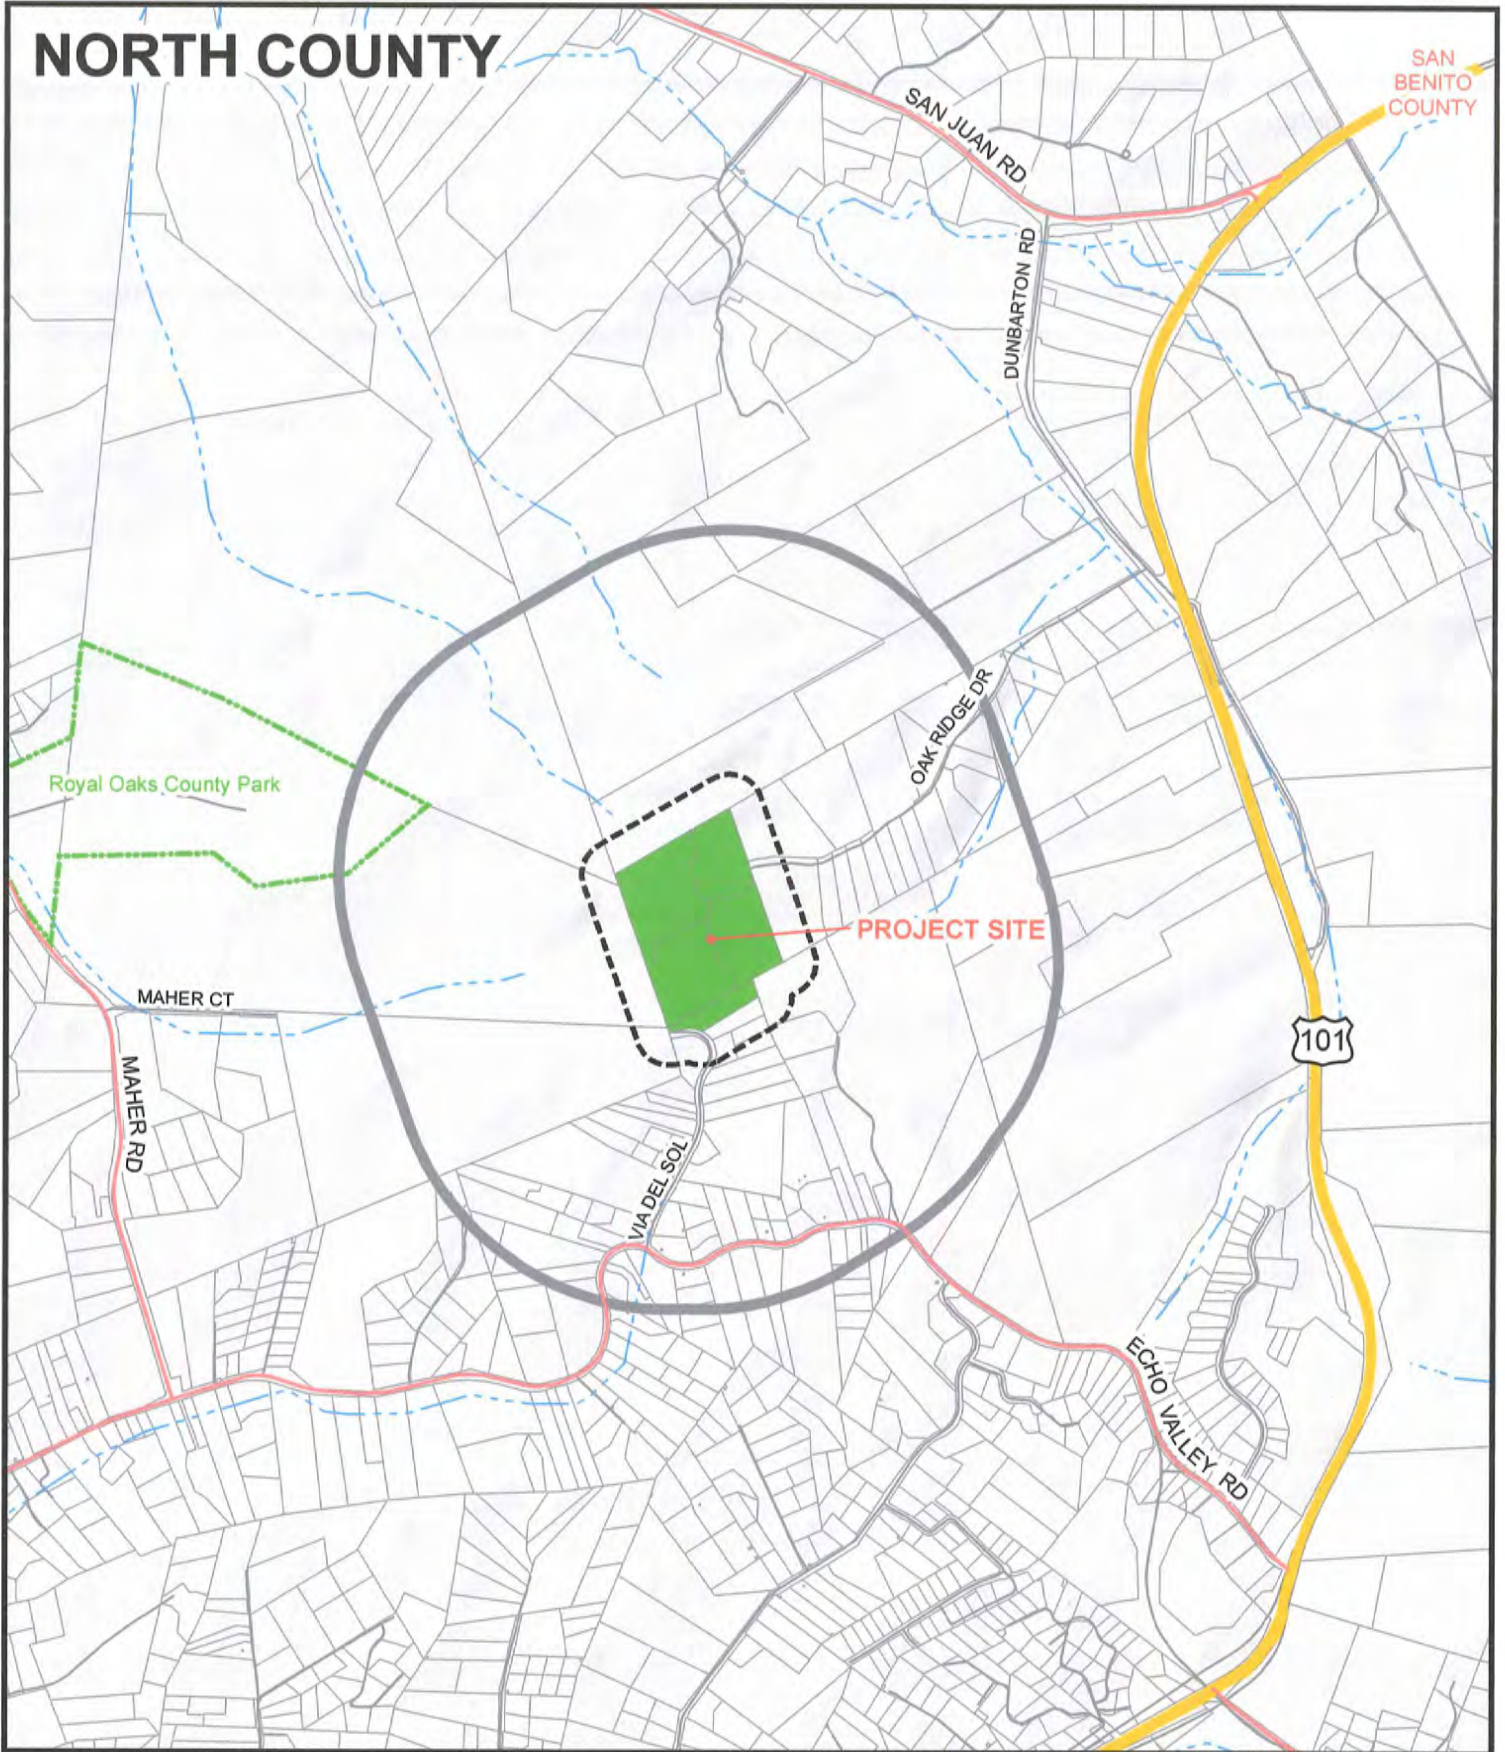 NORTH COUNTY
SAN
BENITO
COUNTY
SAN JUAN RD
DUNBARTON RD
OAK RIDGE DR
Royal Oaks County Park
PROJECT SITE
MAHER CT
101
MAHER RD
VIA DEL SOL
ECHO VALLEY RD